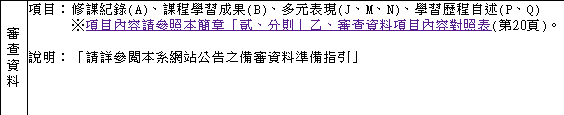 審查資料
項目：修課紀錄(A)、課程學習成果(B)、多元表現(J、M、N)、學習歷程自述(P、Q)
※項目內容請參照本簡章「貳、分則」乙、審查資料項目內容對照表(第20頁)。
說明：「請詳參閱本系網站公告之備審資料準備指引」